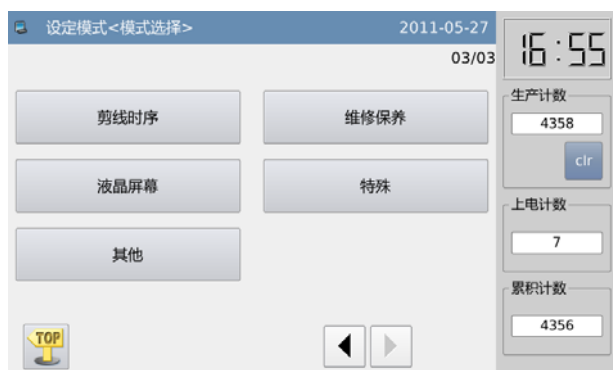 设定模式<模式选择>
2011-05-27
03/03
16:55
剪线时序
维修保养
液晶屏幕
特殊
其他
TOP
生产计数
4358
clr
上电计数
7
累积计数
4356